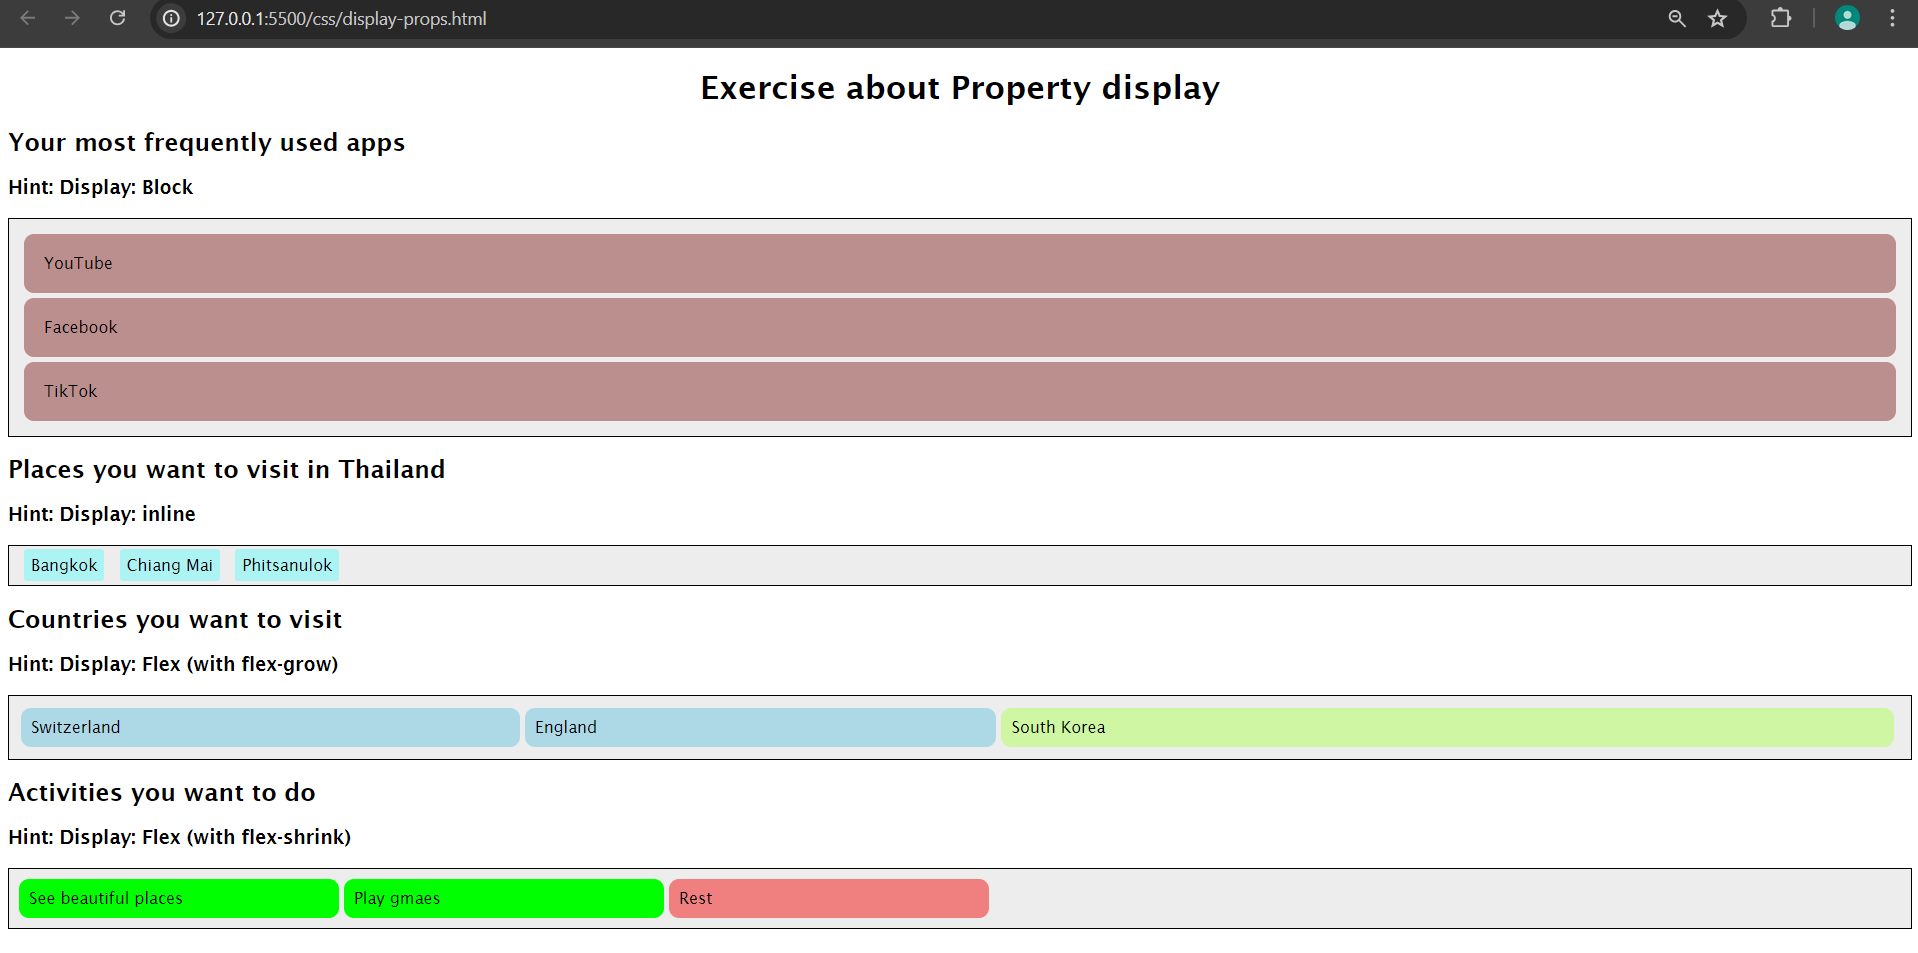 127.0.0.1:5500/css/display-props.html
Exercise about Property display
Your most frequently used apps
Hint: Display: Block
YouTube
Facebook
TikTok
Places you want to visit in Thailand
Hint: Display: inline
Bangkok Chiang Mai Phitsanulok
Countries you want to visit
Hint: Display: Flex (with flex-grow)
Switzerland England South Korea
Activities you want to do
Hint: Display: Flex (with flex-shrink)
See beautiful places Play gmaes Rest